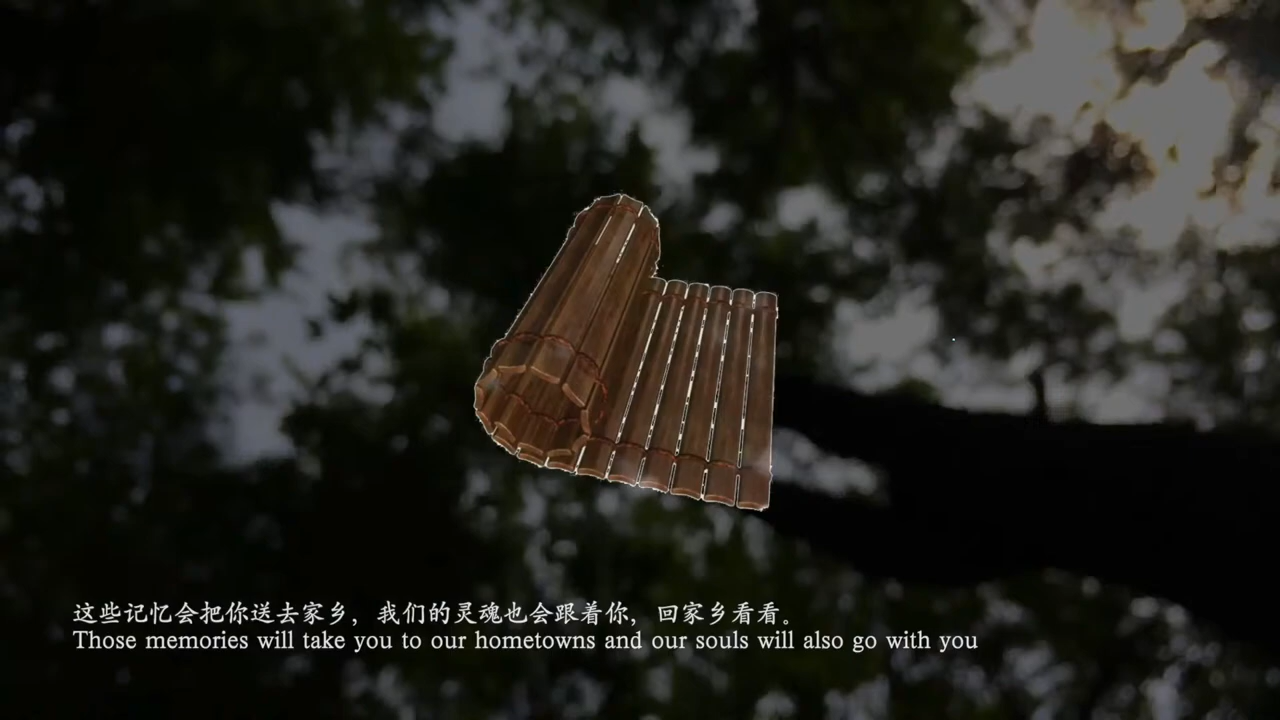 这些记忆会把你送去家乡，我们的灵魂也会跟着你，回家乡看看。
Those memories will take you to our hometowns and our souls will also go with you